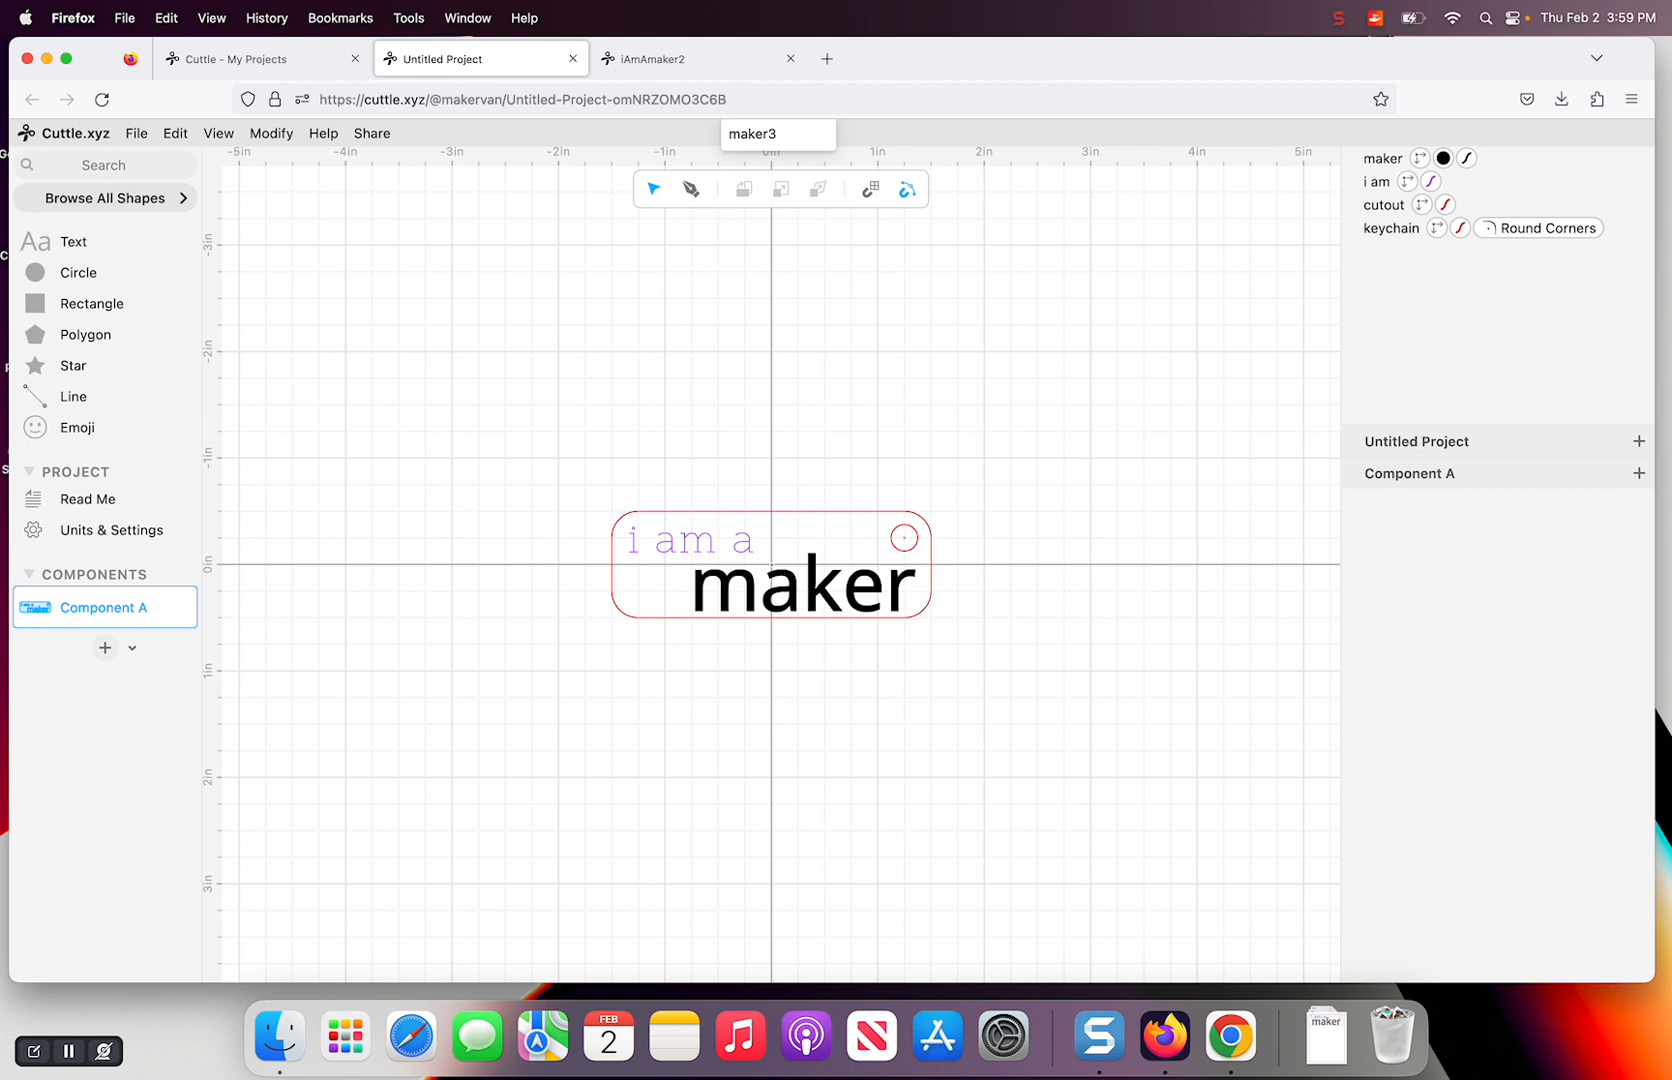 Firefox File Edit View History Bookmarks Tools Window Help
S Thu Feb 2 3:59 PM
Cuttle - My Projects Untitled Project iAmAmaker2
https://cuttle.xyz/@makervan/Untitled-Project-omNRZOMO3C6B
Cuttle.xyz File Edit View Modify Help Share
maker3
-5in -4in -3in -2in -1in 0in 1in 2in 3in 4in 5in
Search
Browse All Shapes
Aa Text
Circle
Rectangle
Polygon
Star
Line
Emoji
PROJECT
Read Me
Units & Settings
COMPONENTS
Component A
-3in
-2in
-1in
0in
1in
2in
3in
i am a
maker
maker
i am
cutout
keychain Round Corners
Untitled Project
Component A
FEB
2
S
maker